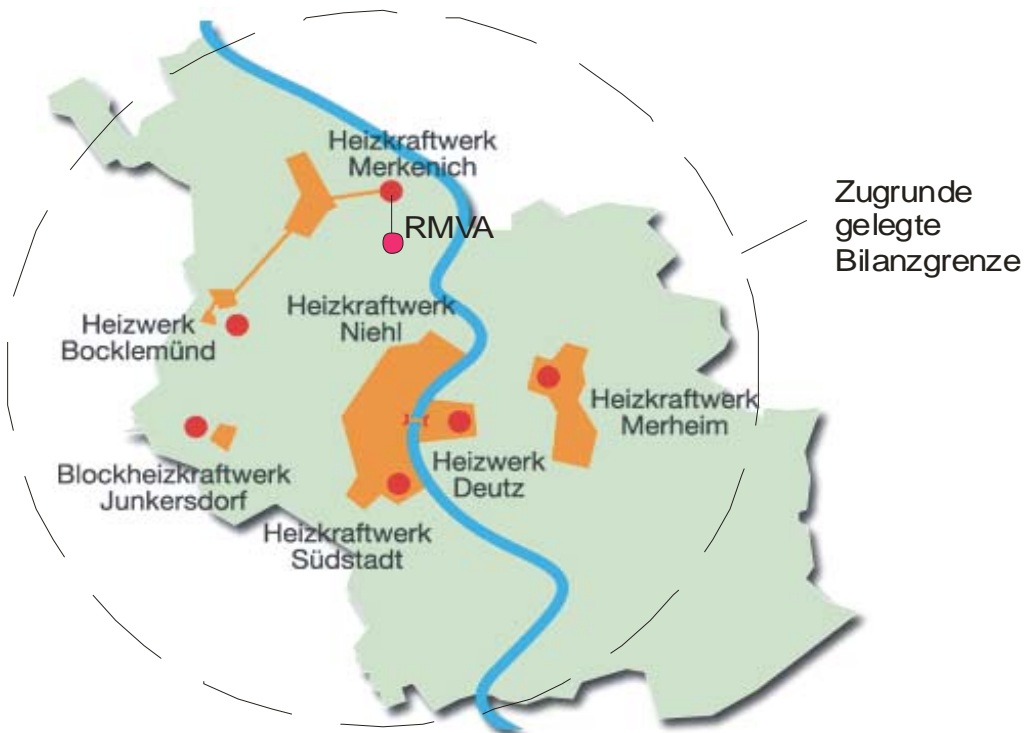 Heizkraftwerk
Merkenich
RMVA
Zugrunde
gelegte
Bilanzgrenze
Heizkraftwerk
Niehl
Heizwerk
Bocklemünd
Heizkraftwerk
Merheim
Heizwerk
Deutz
Blockheizkraftwerk
Junkersdorf
Heizkraftwerk
Südstadt